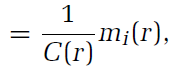 = \frac{1}{C(r)} m_i(r),